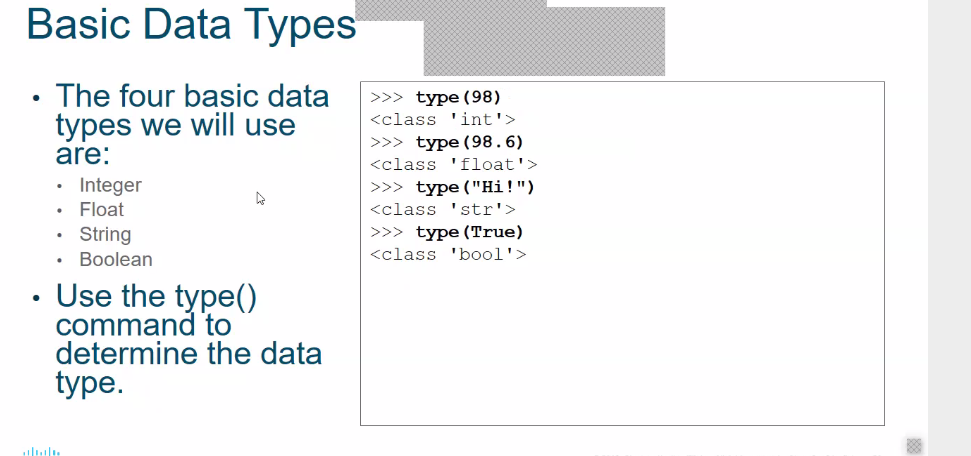 Basic Data Types
• The four basic data
types we will use
are:
• Integer
• Float
• String
• Boolean
• Use the type()
command to
determine the data
type.
>>> type(98)
<class 'int'>
>>> type(98.6)
<class 'float'>
>>> type("Hi!")
<class 'str'>
>>> type(True)
<class 'bool'>